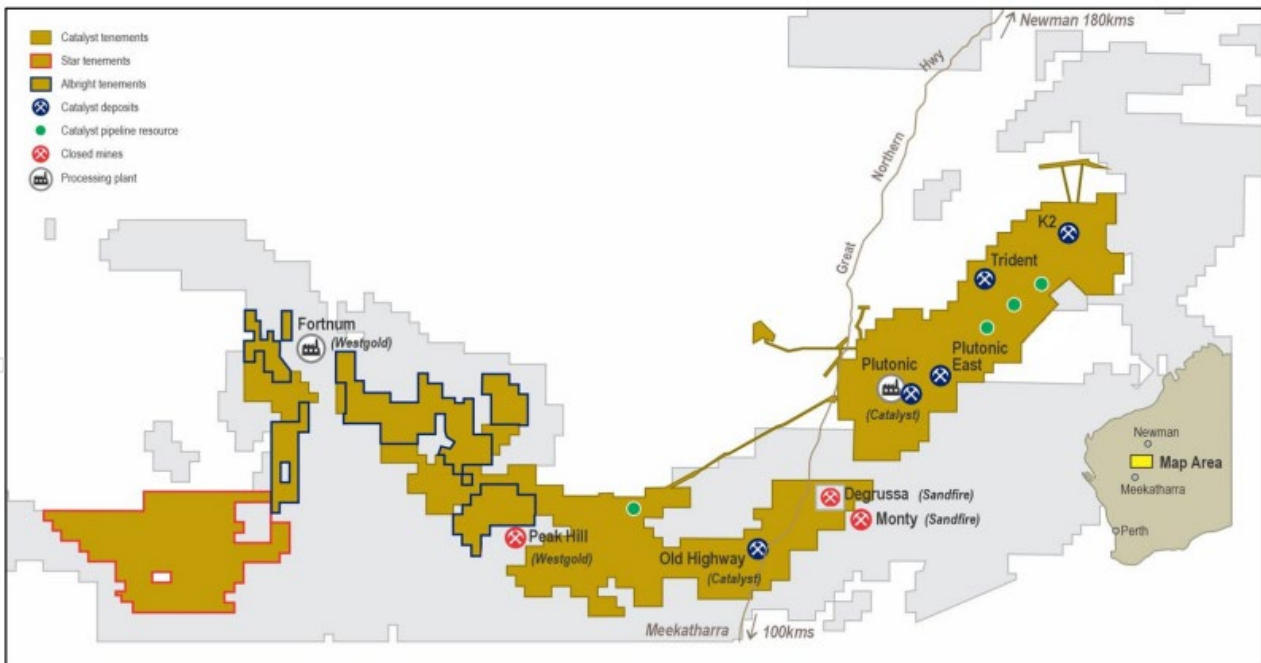 Newman 180kms
Catalyst tenements
Star tenements
Albright tenements
Catalyst deposits
Catalyst pipeline resource
Closed mines
Processing plant
Hwy
Northern
Great
K2
Trident
Fortnum
(Westgold)
Plutonic
East
Plutonic
(Catalyst)
Newman
Map Area
Meekatharra
Perth
Degrussa (Sandfire)
Monty (Sandfire)
Peak Hill
(Westgold)
Old Highway
(Catalyst)
Meekatharra
100kms